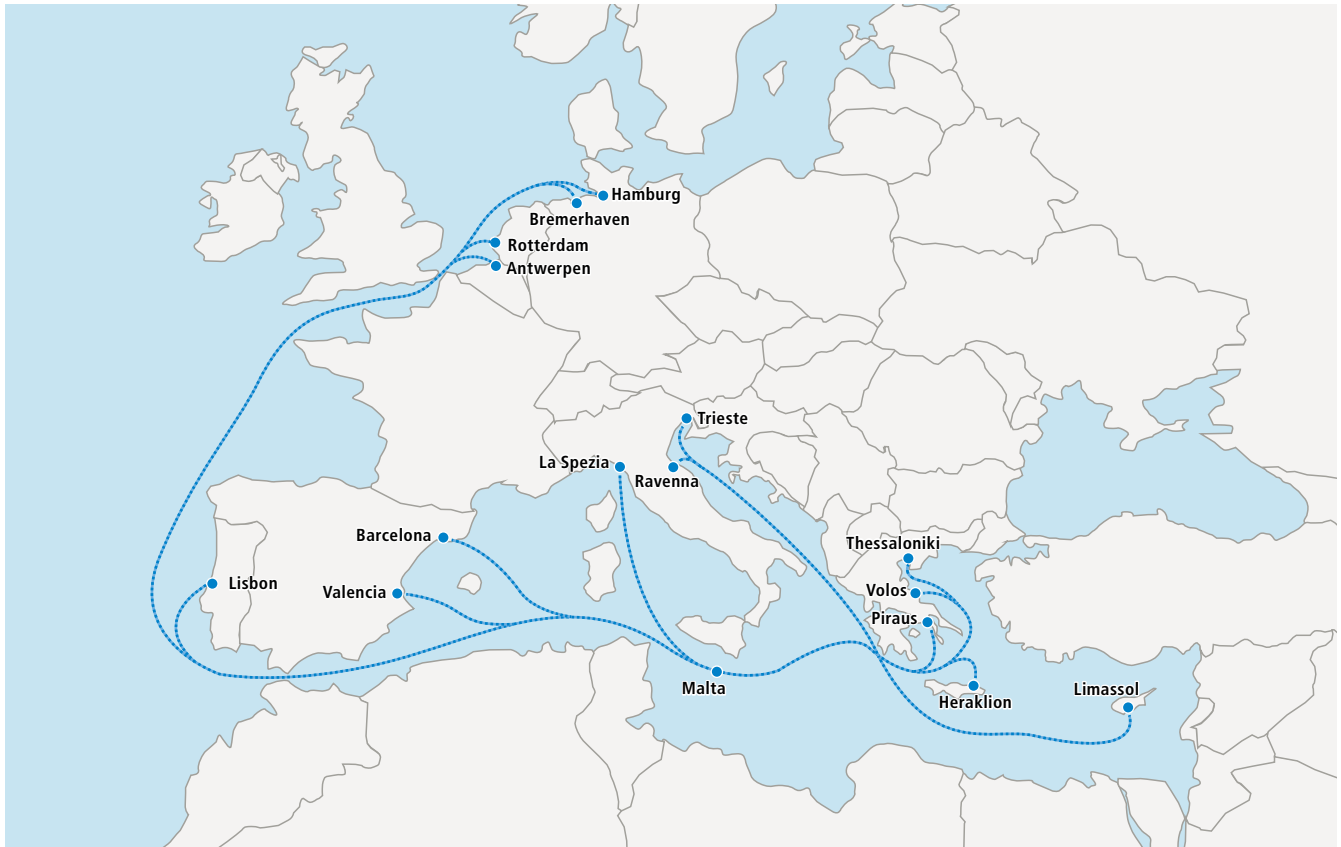 Hamburg
Bremerhaven
Rotterdam
Antwerpen
Trieste
La Spezia
Ravenna
Barcelona
Thessaloniki
Lisbon
Valencia
Volos
Piraus
Malta
Limassol
Heraklion